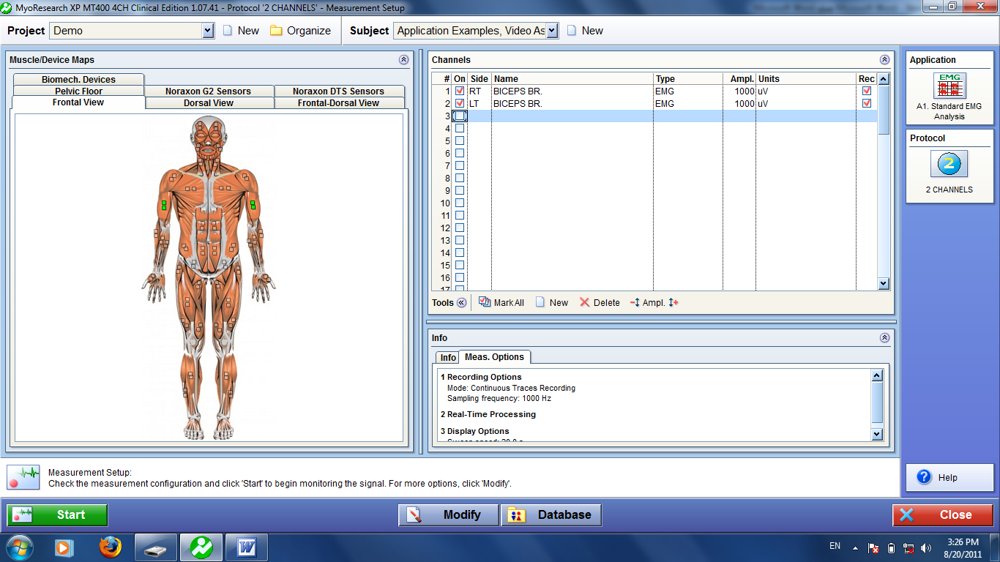 MyoResearch XP MT400 4CH Clinical Edition 1.07.41 - Protocol '2 CHANNELS' - Measurement Setup
Project Demo New Organize Subject Application Examples, Video As New
Muscle/Device Maps
Biomech. Devices
Pelvic Floor Noraxon G2 Sensors Noraxon DTS Sensors
Frontal View Dorsal View Frontal-Dorsal View
Channels
# On Side Name Type Ampl. Units Rec
1 RT BICEPS BR. EMG 1000 uV
2 LT BICEPS BR. EMG 1000 uV
3
4
5
6
7
8
9
10
11
12
13
14
15
16
17
Tools Mark All New Delete Ampl.
Info
Info Meas. Options
1 Recording Options
Mode: Continuous Traces Recording
Sampling frequency: 1000 Hz
2 Real-Time Processing
3 Display Options
Application
EMG
A1. Standard EMG
Analysis
Protocol
2
2 CHANNELS
Measurement Setup:
Check the measurement configuration and click 'Start' to begin monitoring the signal. For more options, click 'Modify'.
Help
Start Modify Database Close
EN
3:26 PM
8/20/2011